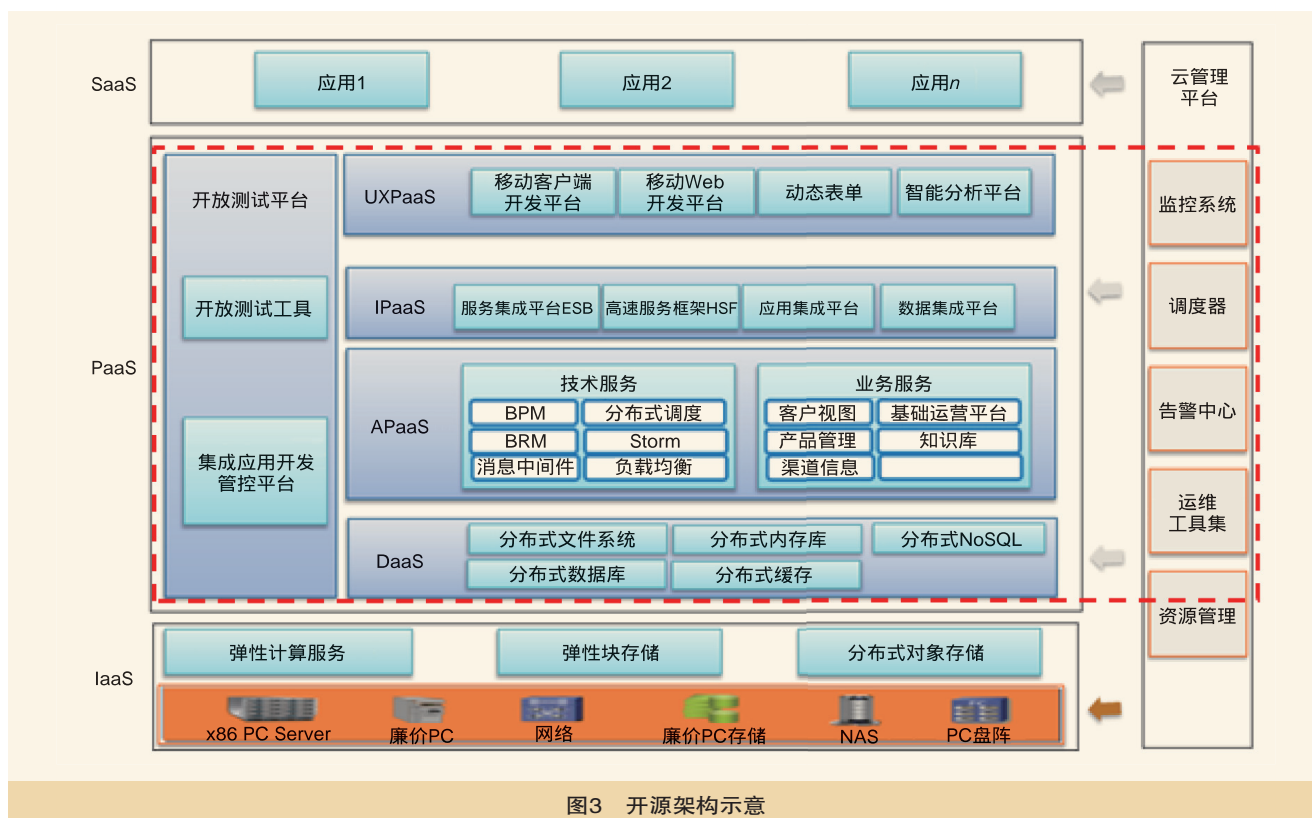 SaaS
应用1
应用2
应用n
云管理
平台
PaaS
开放测试平台
开放测试工具
集成应用开发
管控平台
UXPaaS
移动客户端
开发平台
移动Web
开发平台
动态表单
智能分析平台
IPaaS
服务集成平台ESB
高速服务框架HSF
应用集成平台
数据集成平台
APaaS
技术服务
BPM
分布式调度
BRM
Storm
消息中间件
负载均衡
业务服务
客户视图
基础运营平台
产品管理
知识库
渠道信息
DaaS
分布式文件系统
分布式内存库
分布式NoSQL
分布式数据库
分布式缓存
监控系统
调度器
告警中心
运维
工具集
资源管理
IaaS
弹性计算服务
弹性块存储
分布式对象存储
x86 PC Server
廉价PC
网络
廉价PC存储
NAS
PC盘阵
图3 开源架构示意